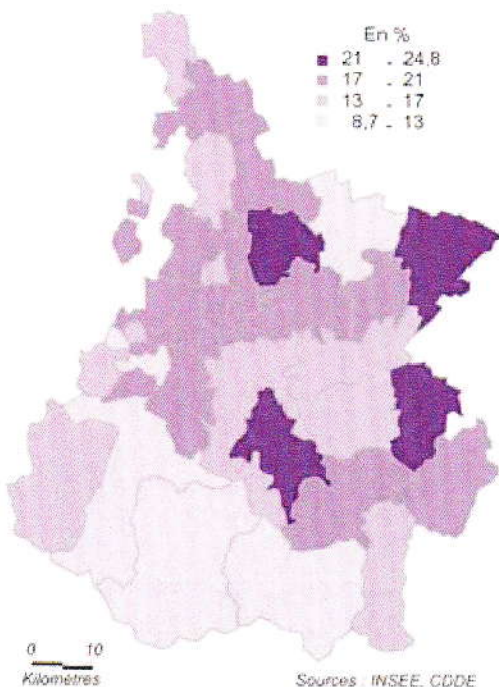 En %
21 - 24,8
17 - 21
13 - 17
8,7 - 13
0 10
Kilomètres
Sources : INSEE, CDDE